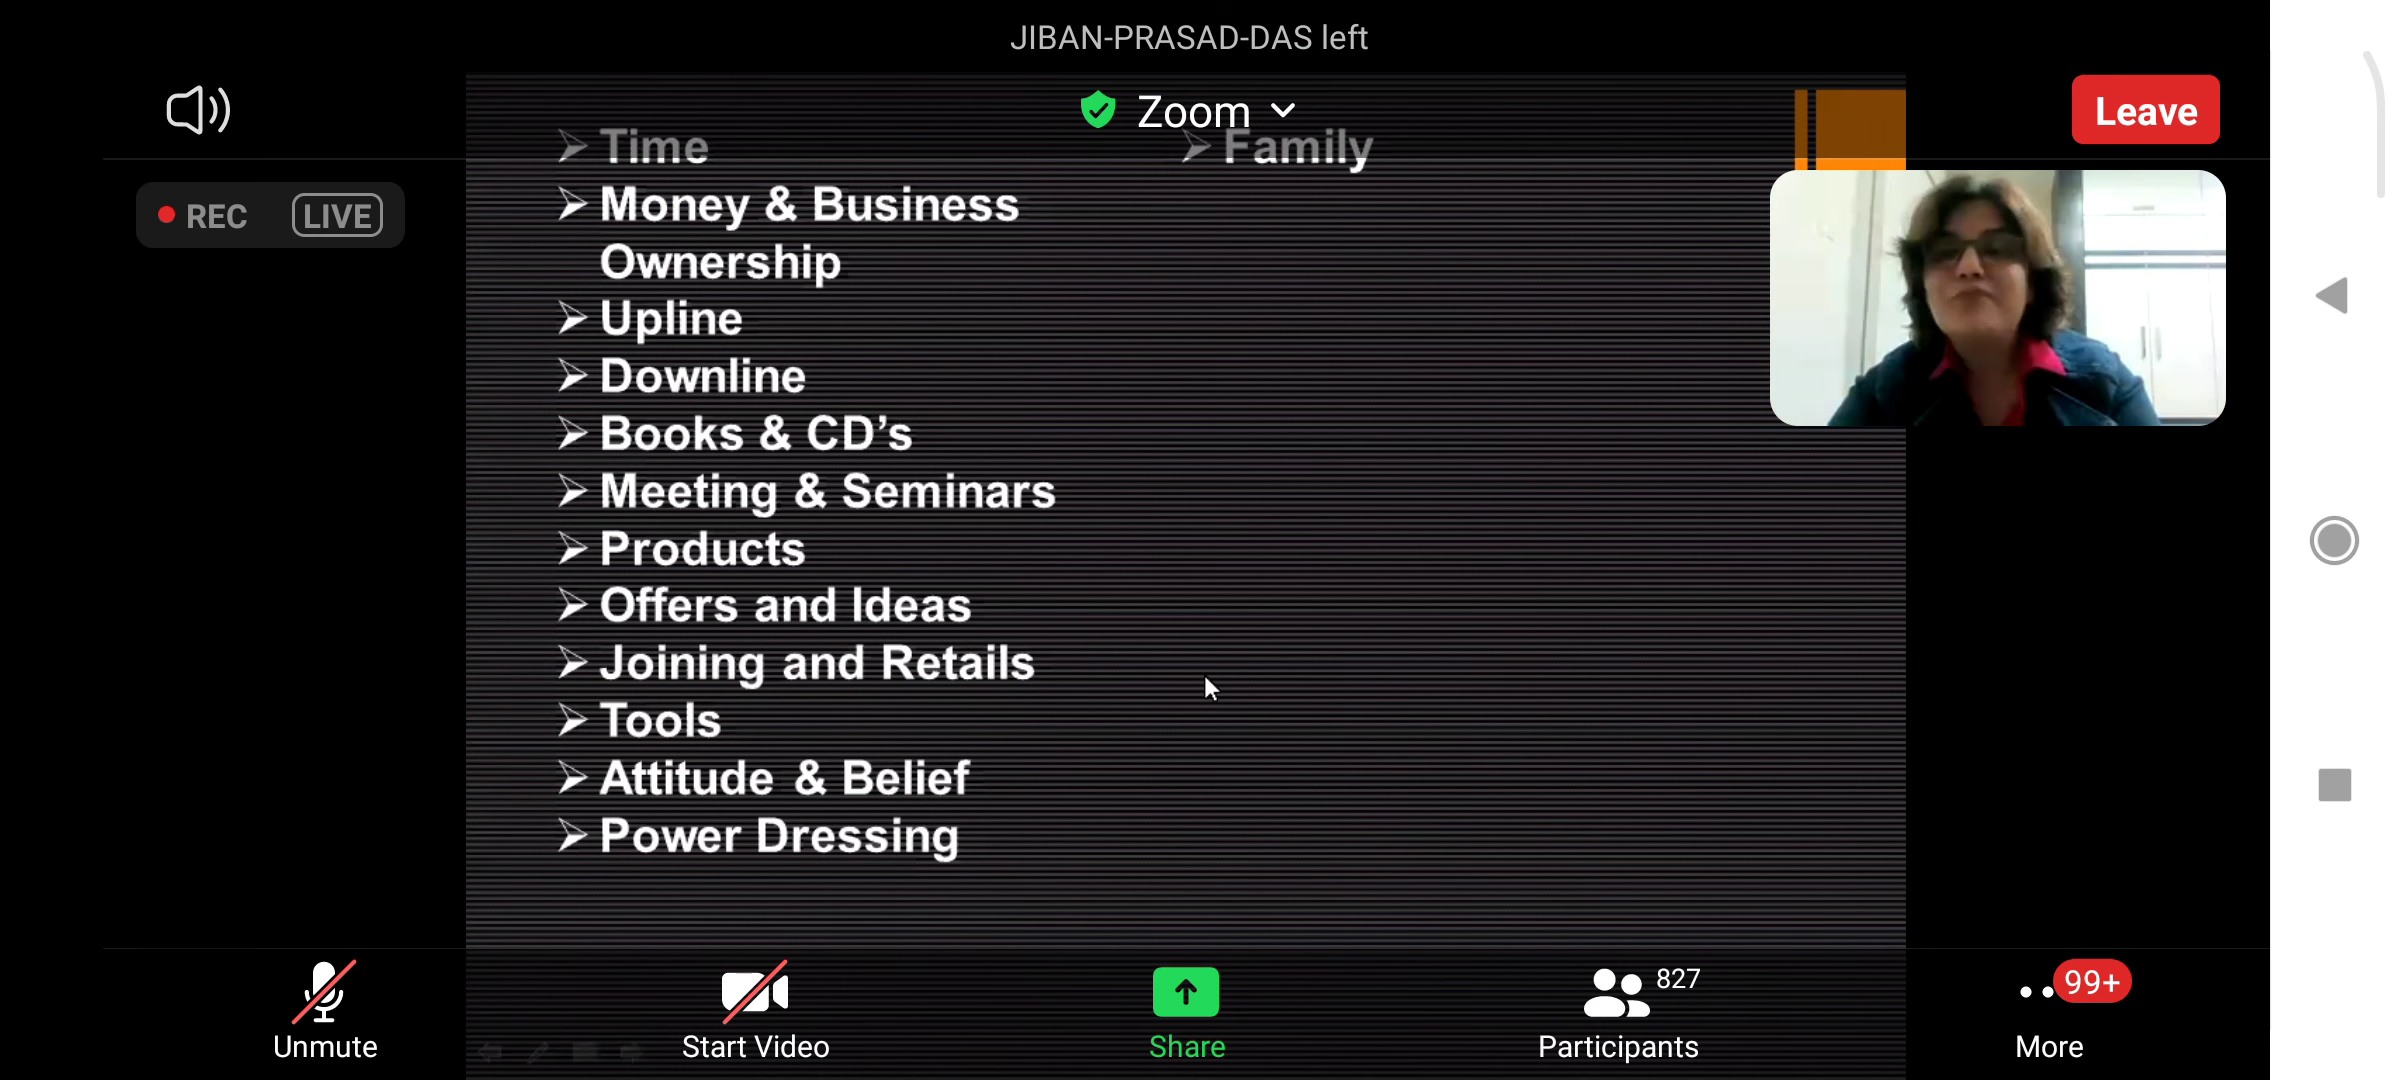 JIBAN-PRASAD-DAS left
Zoom
Leave
REC LIVE
➢ Time
➢ Money & Business
Ownership
➢ Upline
➢ Downline
➢ Books & CD’s
➢ Meeting & Seminars
➢ Products
➢ Offers and Ideas
➢ Joining and Retails
➢ Tools
➢ Attitude & Belief
➢ Power Dressing
➢ Family
Unmute
Start Video
Share
827
Participants
99+
More